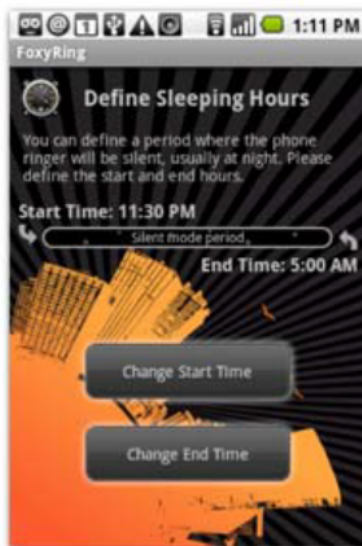 1:11 PM
FoxyRing
Define Sleeping Hours
You can define a period where the phone
ringer will be silent, usually at night. Please
define the start and end hours.
Start Time: 11:30 PM
Silent mode period
End Time: 5:00 AM
Change Start Time
Change End Time